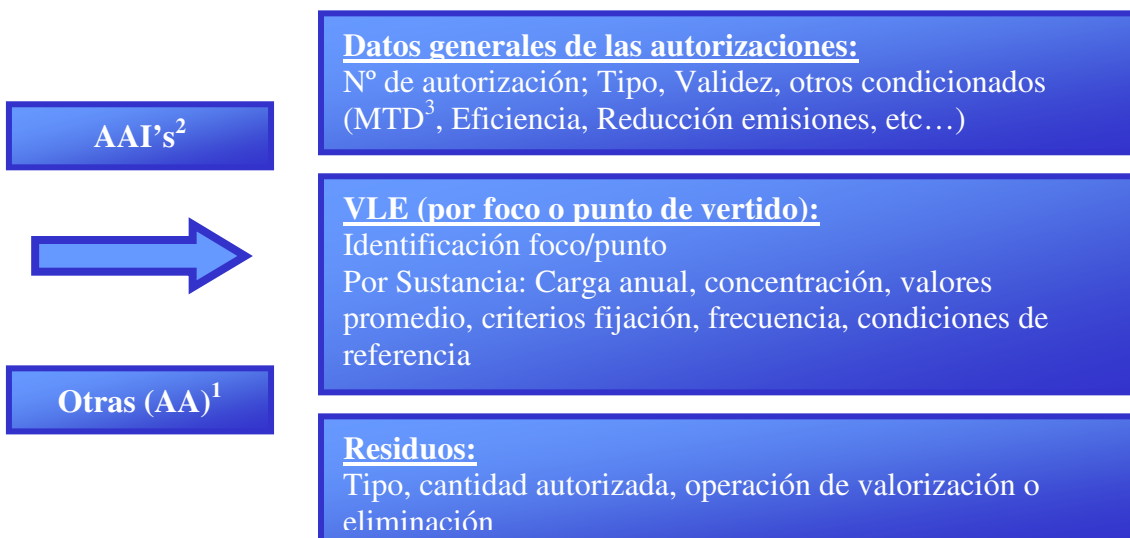 AAI's²
Otras (AA)¹
Datos generales de las autorizaciones:
Nº de autorización; Tipo, Validez, otros condicionados
(MTD³, Eficiencia, Reducción emisiones, etc…)
VLE (por foco o punto de vertido):
Identificación foco/punto
Por Sustancia: Carga anual, concentración, valores
promedio, criterios fijación, frecuencia, condiciones de
referencia
Residuos:
Tipo, cantidad autorizada, operación de valorización o
eliminación